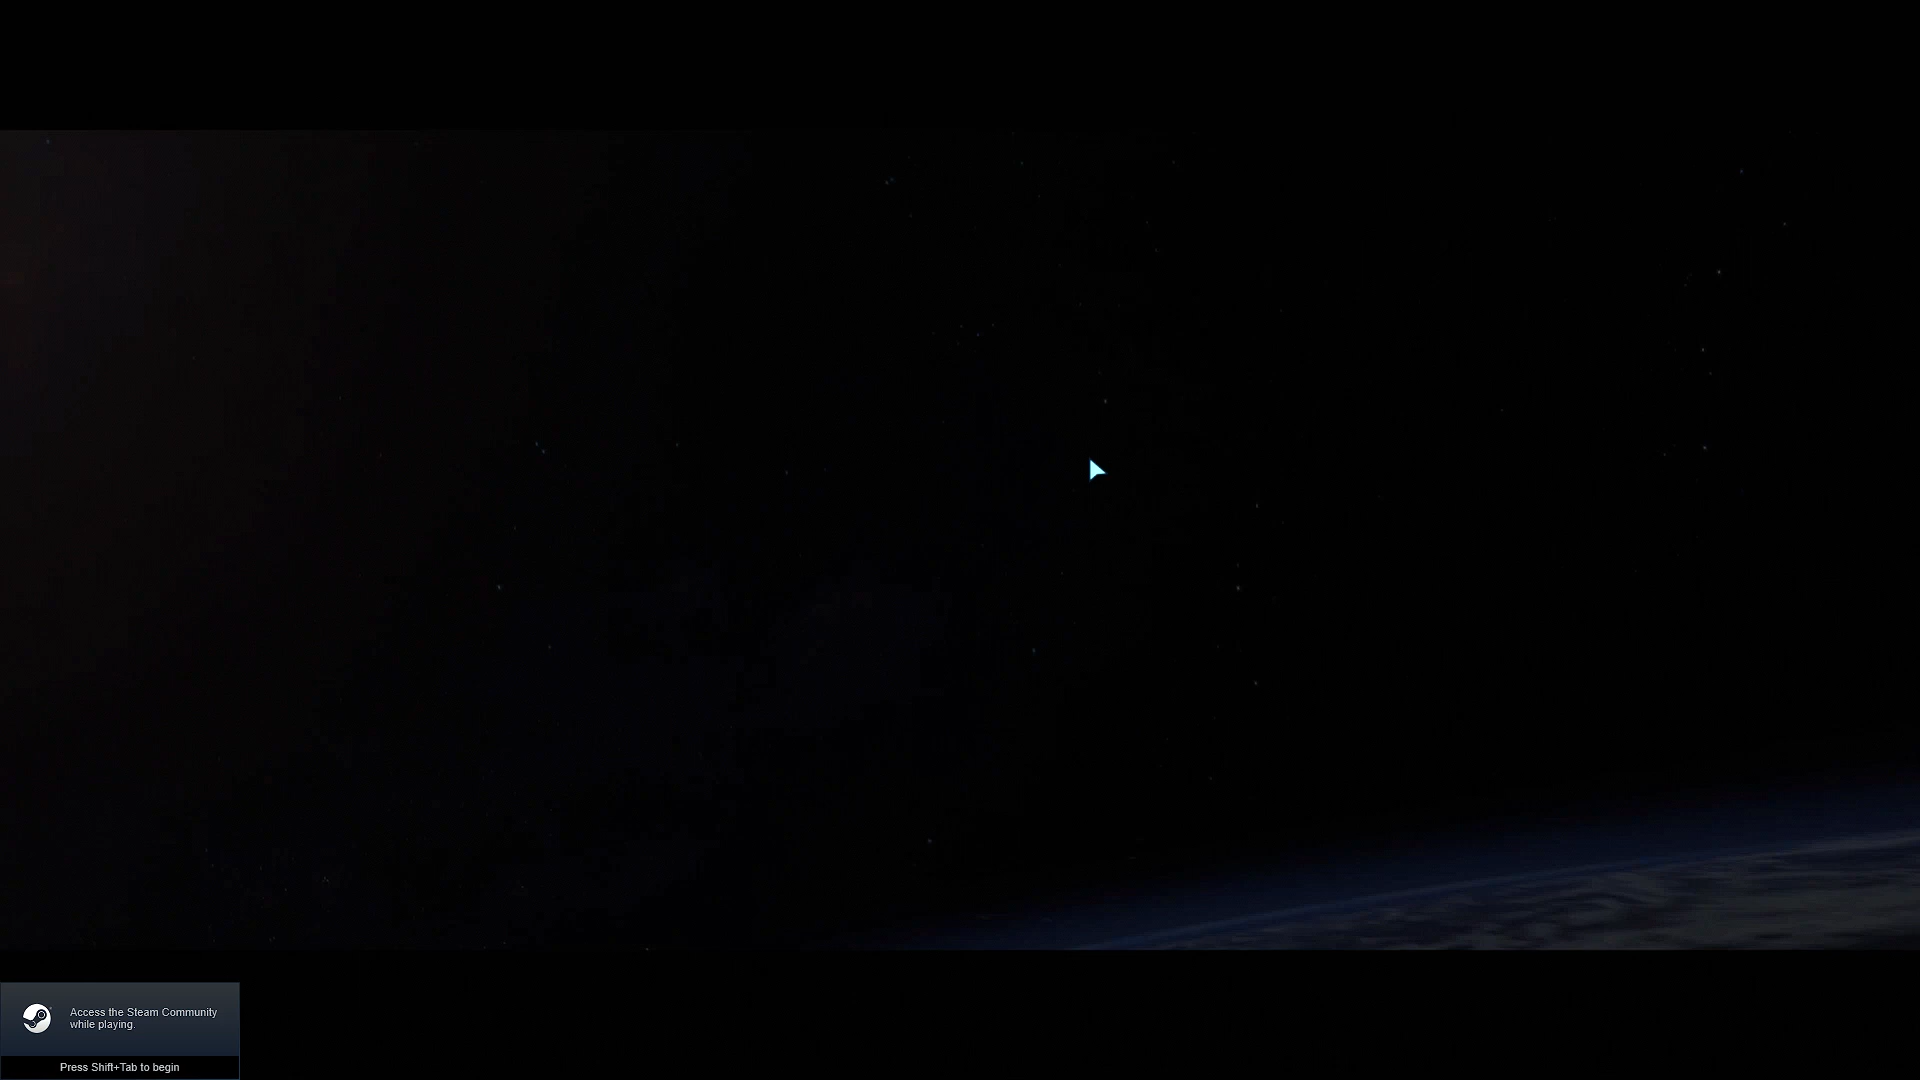 Access the Steam Community
while playing.
Press Shift+Tab to begin